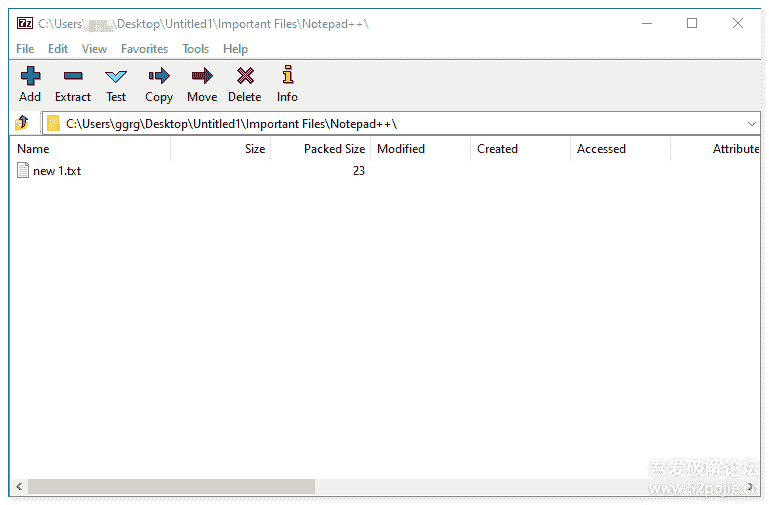 7z C:\Users\ \Desktop\Untitled1\Important Files\Notepad++\
File Edit View Favorites Tools Help
Add Extract Test Copy Move Delete Info
C:\Users\ggrg\Desktop\Untitled1\Important Files\Notepad++\
Name Size Packed Size Modified Created Accessed Attribute
new 1.txt 23
吾爱破解论坛
www.52pojie.cn